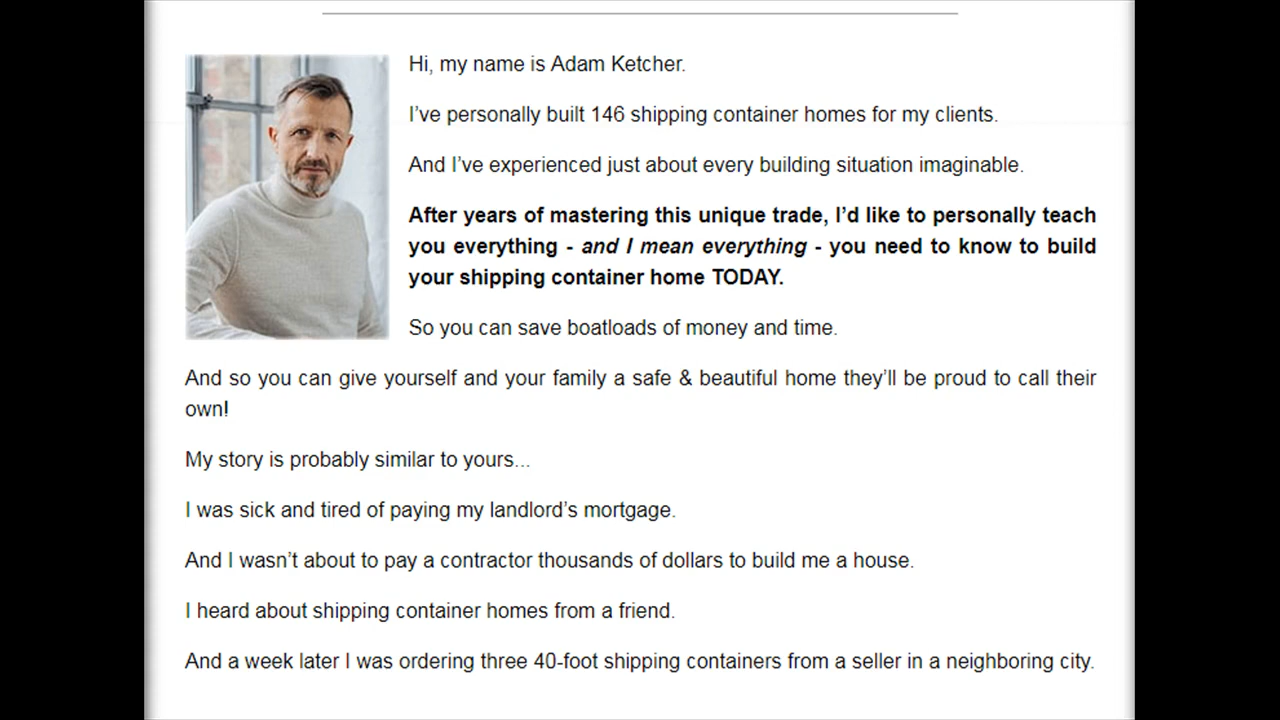 Hi, my name is Adam Ketcher.
I’ve personally built 146 shipping container homes for my clients.
And I’ve experienced just about every building situation imaginable.
After years of mastering this unique trade, I’d like to personally teach
you everything - and I mean everything - you need to know to build
your shipping container home TODAY.
So you can save boatloads of money and time.
And so you can give yourself and your family a safe & beautiful home they’ll be proud to call their
own!
My story is probably similar to yours...
I was sick and tired of paying my landlord’s mortgage.
And I wasn’t about to pay a contractor thousands of dollars to build me a house.
I heard about shipping container homes from a friend.
And a week later I was ordering three 40-foot shipping containers from a seller in a neighboring city.